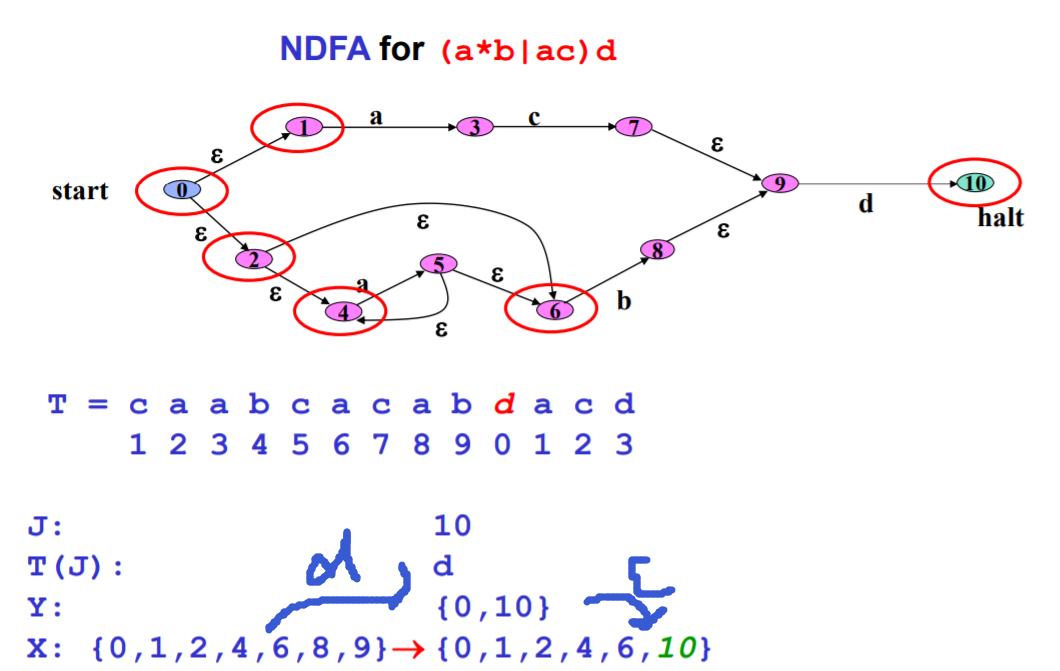 NDFA for (a*b|ac)d
1 a 3 c 7
ε ε
start 0 9 d 10 halt
ε ε
2 5 ε 8 ε
ε a
4 6 b
ε
T = c a a b c a c a b d a c d
1 2 3 4 5 6 7 8 9 0 1 2 3
J: 10
T(J): d
Y: {0,10}
X: {0,1,2,4,6,8,9}→{0,1,2,4,6,10}